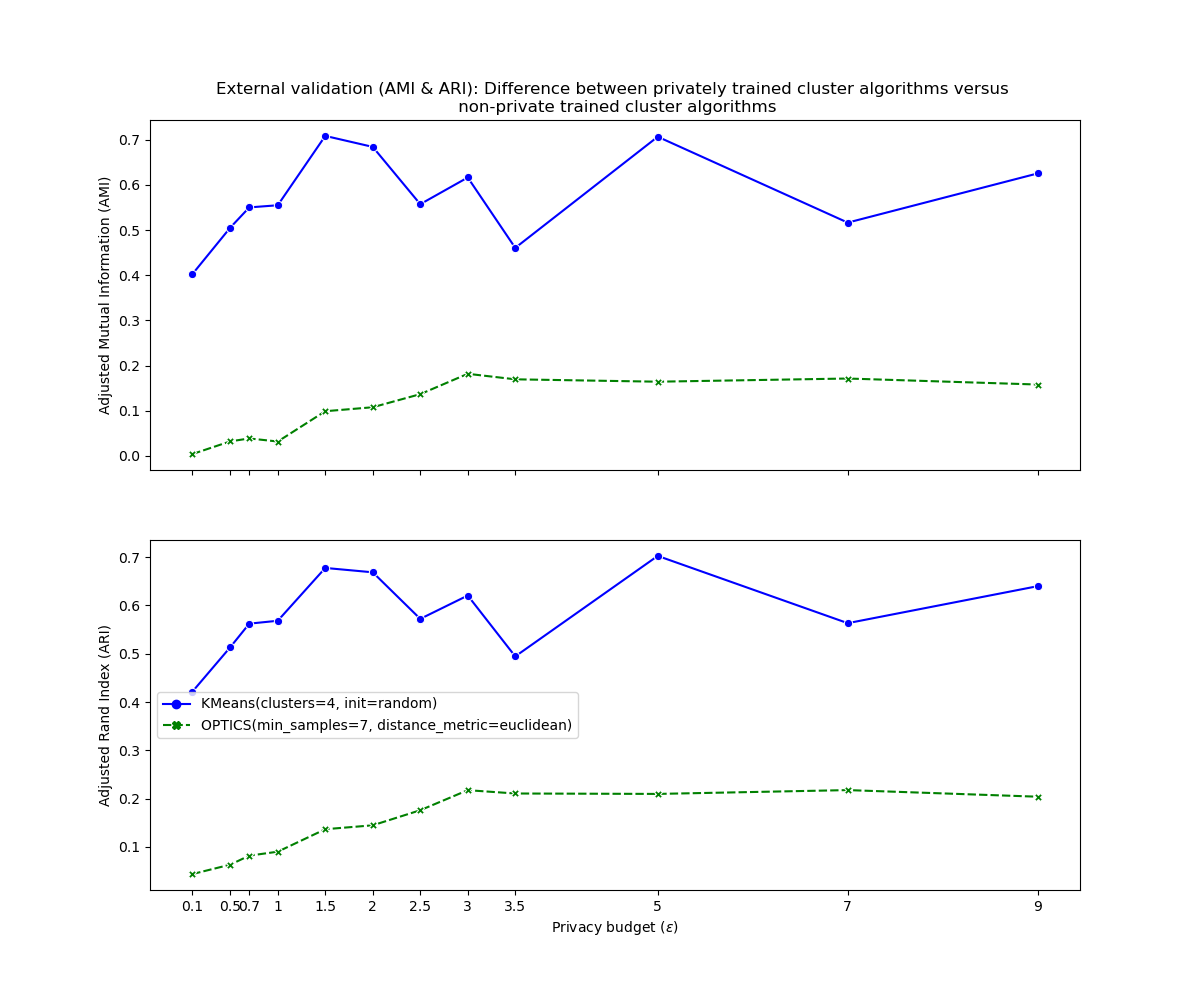 External validation (AMI & ARI): Difference between privately trained cluster algorithms versus
non-private trained cluster algorithms
Adjusted Mutual Information (AMI)
0.7
0.6
0.5
0.4
0.3
0.2
0.1
0.0
Adjusted Rand Index (ARI)
0.7
0.6
0.5
0.4
0.3
0.2
0.1
KMeans(clusters=4, init=random)
OPTICS(min_samples=7, distance_metric=euclidean)
0.1 0.5 0.7 1 1.5 2 2.5 3 3.5 5 7 9
Privacy budget (ε)